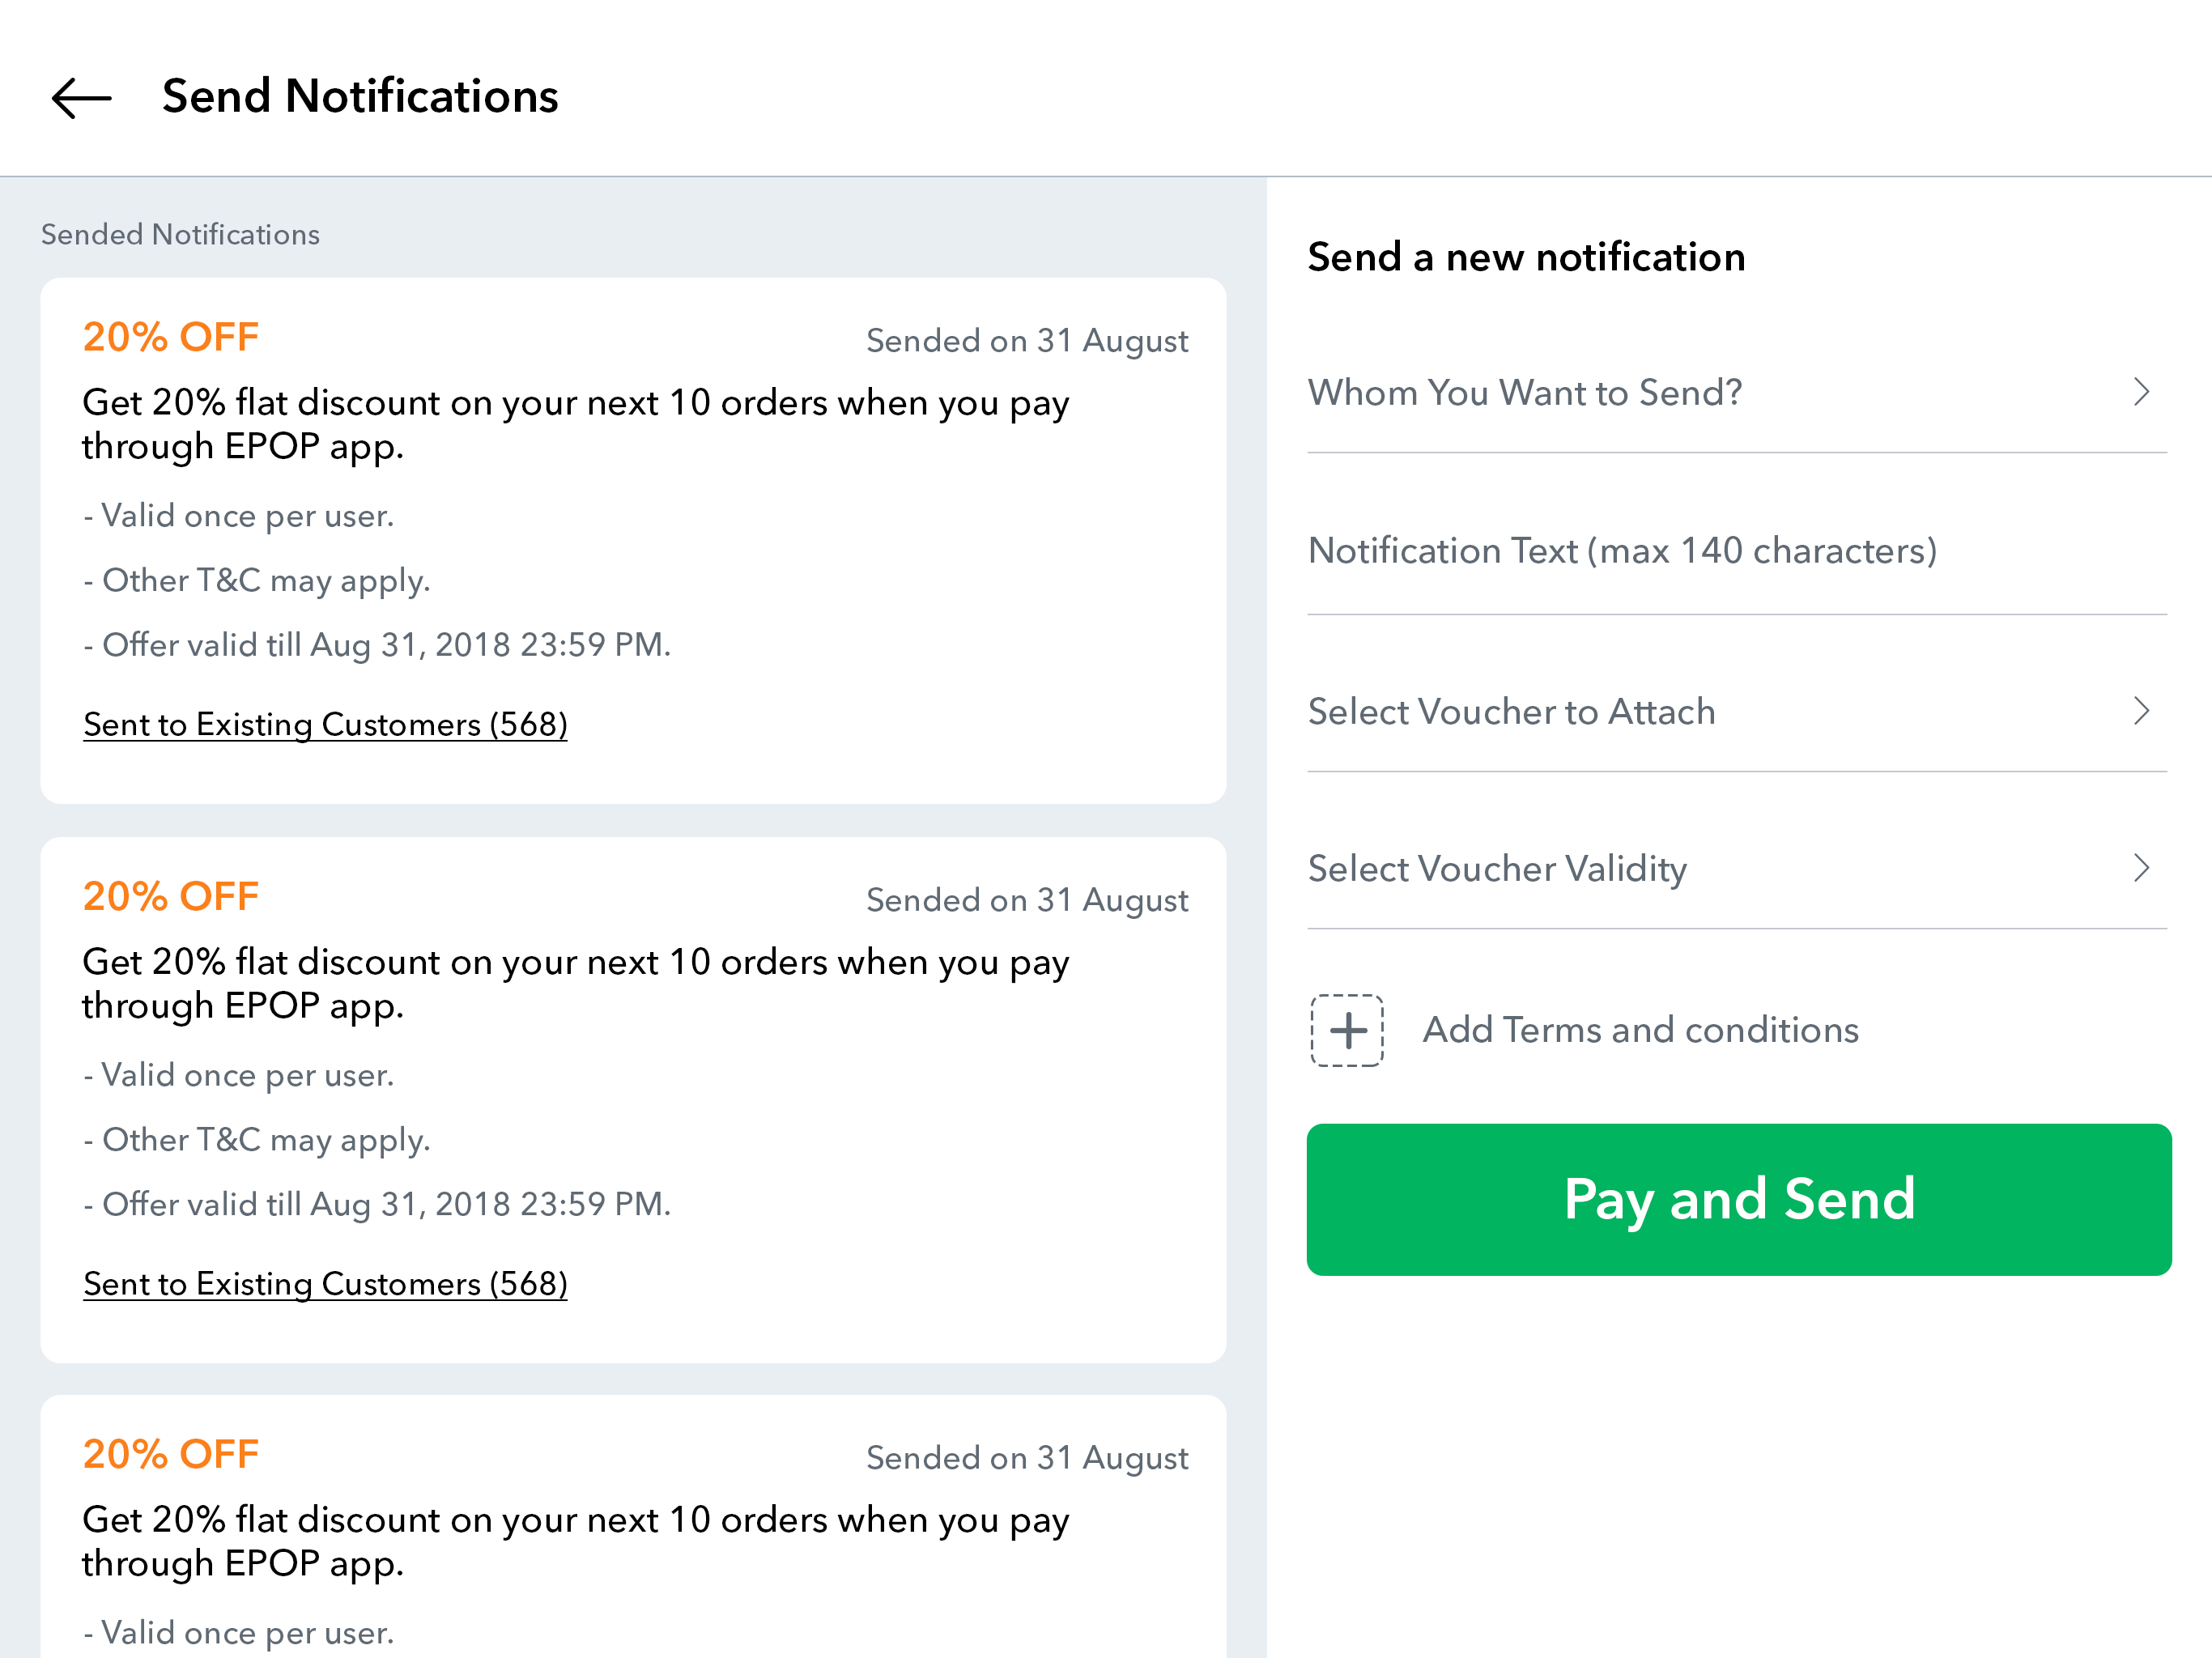 Send Notifications
Sended Notifications
20% OFF
Sended on 31 August
Get 20% flat discount on your next 10 orders when you pay
through EPOP app.
- Valid once per user.
- Other T&C may apply.
- Offer valid till Aug 31, 2018 23:59 PM.
Sent to Existing Customers (568)
20% OFF
Sended on 31 August
Get 20% flat discount on your next 10 orders when you pay
through EPOP app.
- Valid once per user.
- Other T&C may apply.
- Offer valid till Aug 31, 2018 23:59 PM.
Sent to Existing Customers (568)
20% OFF
Sended on 31 August
Get 20% flat discount on your next 10 orders when you pay
through EPOP app.
- Valid once per user.
Send a new notification
Whom You Want to Send?
Notification Text (max 140 characters)
Select Voucher to Attach
Select Voucher Validity
Add Terms and conditions
Pay and Send